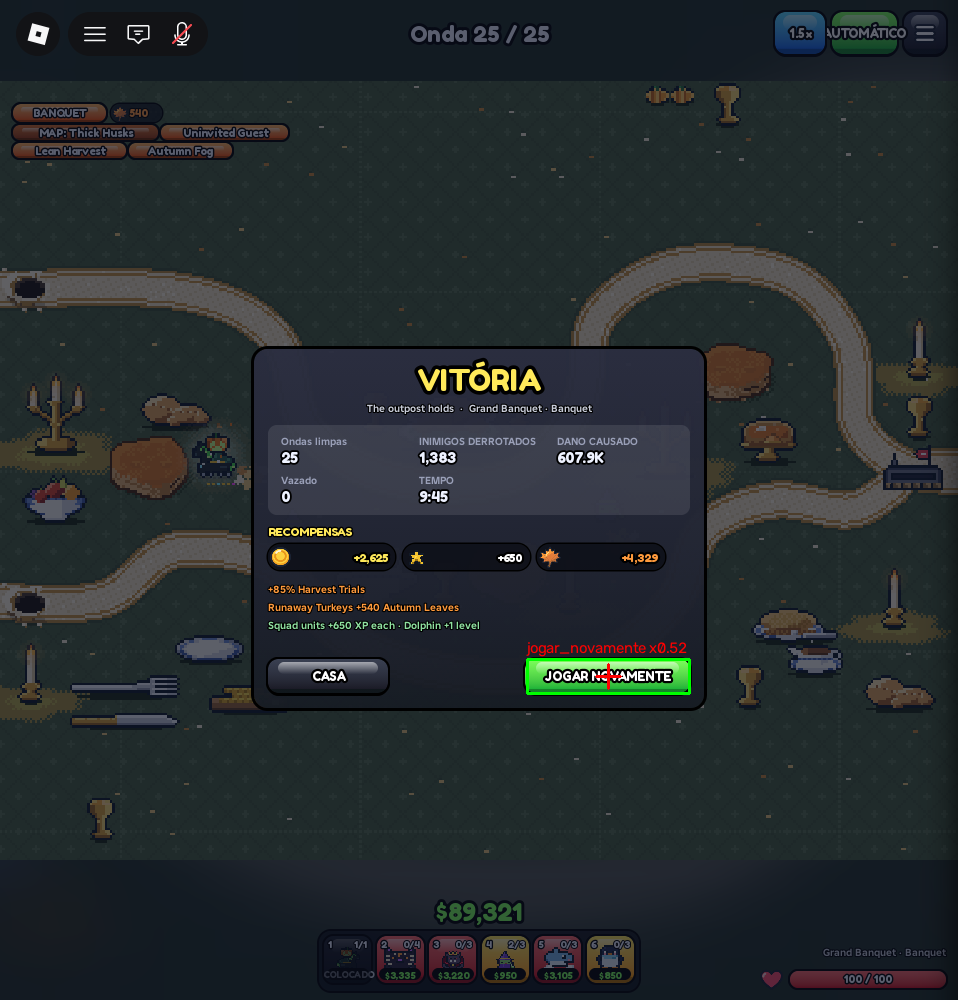 Onda 25 / 25
1.5x
AUTOMÁTICO
BANQUET
540
MAP: Thick Husks
Uninvited Guest
Lean Harvest
Autumn Fog
VITÓRIA
The outpost holds · Grand Banquet · Banquet
Ondas limpas
INIMIGOS DERROTADOS
DANO CAUSADO
25
1,383
607.9K
Vazado
TEMPO
0
9:45
RECOMPENSAS
+2,625
+650
+4,329
+85% Harvest Trials
Runaway Turkeys +540 Autumn Leaves
Squad units +650 XP each · Dolphin +1 level
jogar_novamente x0.52
CASA
JOGAR NOVAMENTE
$89,321
1 1/1
2 0/4
3 0/3
4 2/3
5 0/3
6 0/3
COLOCADO
$3,335
$3,220
$950
$3,105
$850
Grand Banquet · Banquet
100 / 100